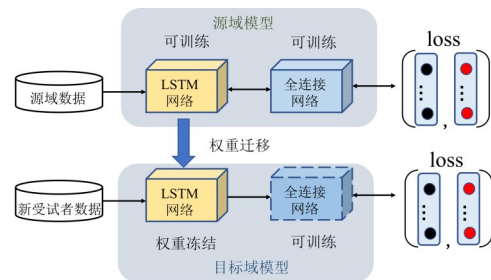 源域模型
可训练
可训练
loss
源域数据
LSTM
网络
全连接
网络
,
权重迁移
loss
新受试者数据
LSTM
网络
全连接
网络
,
权重冻结
可训练
目标域模型